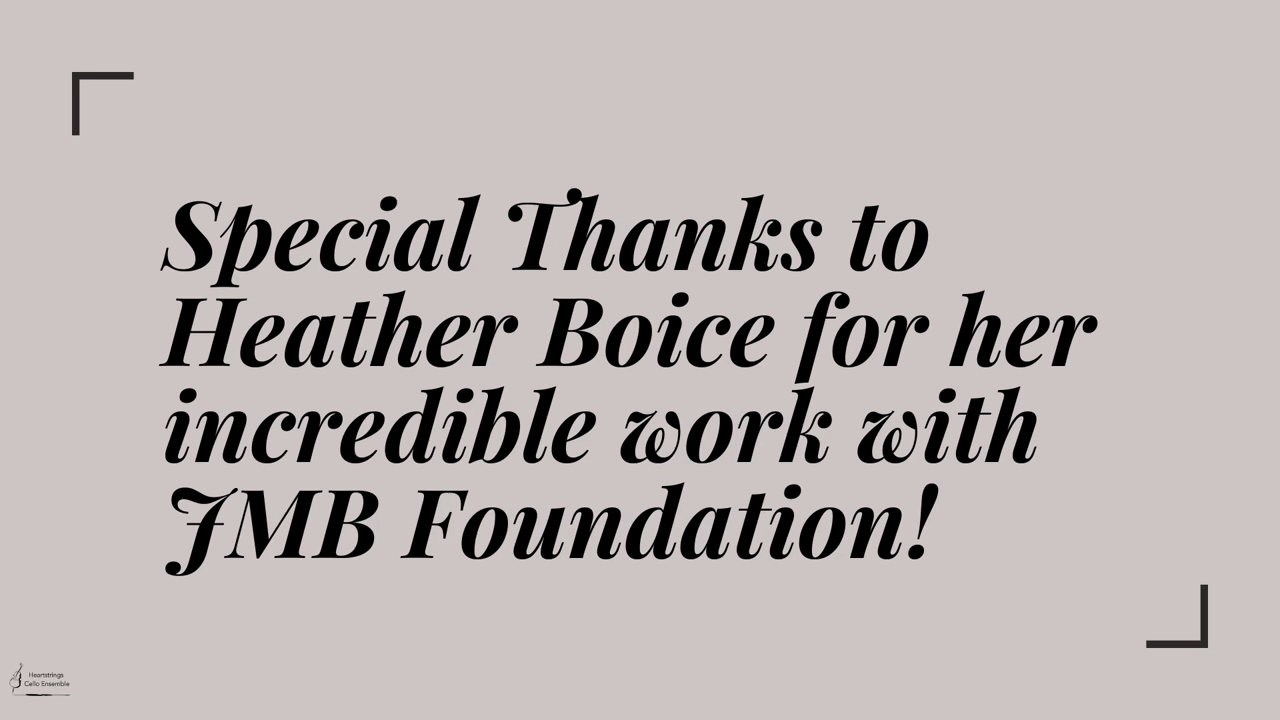 Special Thanks to
Heather Boice for her
incredible work with
JMB Foundation!
Heartstrings
Cello Ensemble